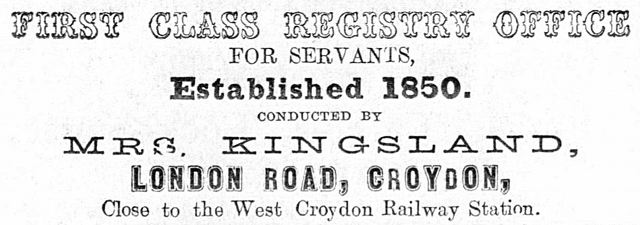 FIRST CLASS REGISTRY OFFICE
FOR SERVANTS,
Established 1850.
CONDUCTED BY
MRS. KINGSLAND,
LONDON ROAD, CROYDON,
Close to the West Croydon Railway Station.